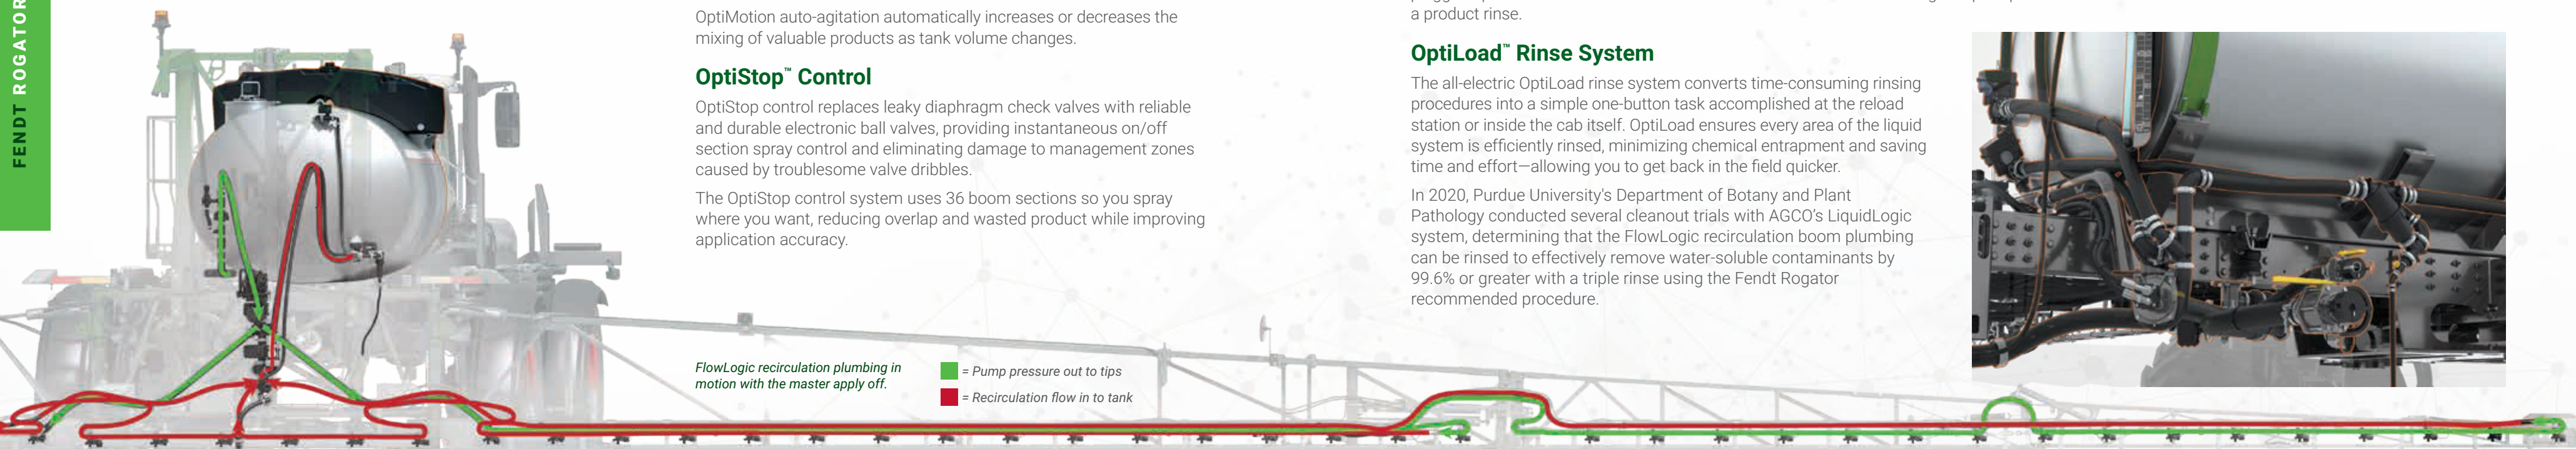 FENDT ROGATOR
OptiMotion auto-agitation automatically increases or decreases the
mixing of valuable products as tank volume changes.
OptiStop™ Control
OptiStop control replaces leaky diaphragm check valves with reliable
and durable electronic ball valves, providing instantaneous on/off
section spray control and eliminating damage to management zones
caused by troublesome valve dribbles.
The OptiStop control system uses 36 boom sections so you spray
where you want, reducing overlap and wasted product while improving
application accuracy.
FlowLogic recirculation plumbing in
motion with the master apply off.
= Pump pressure out to tips
= Recirculation flow in to tank
a product rinse.
OptiLoad™ Rinse System
The all-electric OptiLoad rinse system converts time-consuming rinsing
procedures into a simple one-button task accomplished at the reload
station or inside the cab itself. OptiLoad ensures every area of the liquid
system is efficiently rinsed, minimizing chemical entrapment and saving
time and effort—allowing you to get back in the field quicker.
In 2020, Purdue University's Department of Botany and Plant
Pathology conducted several cleanout trials with AGCO's LiquidLogic
system, determining that the FlowLogic recirculation boom plumbing
can be rinsed to effectively remove water-soluble contaminants by
99.6% or greater with a triple rinse using the Fendt Rogator
recommended procedure.